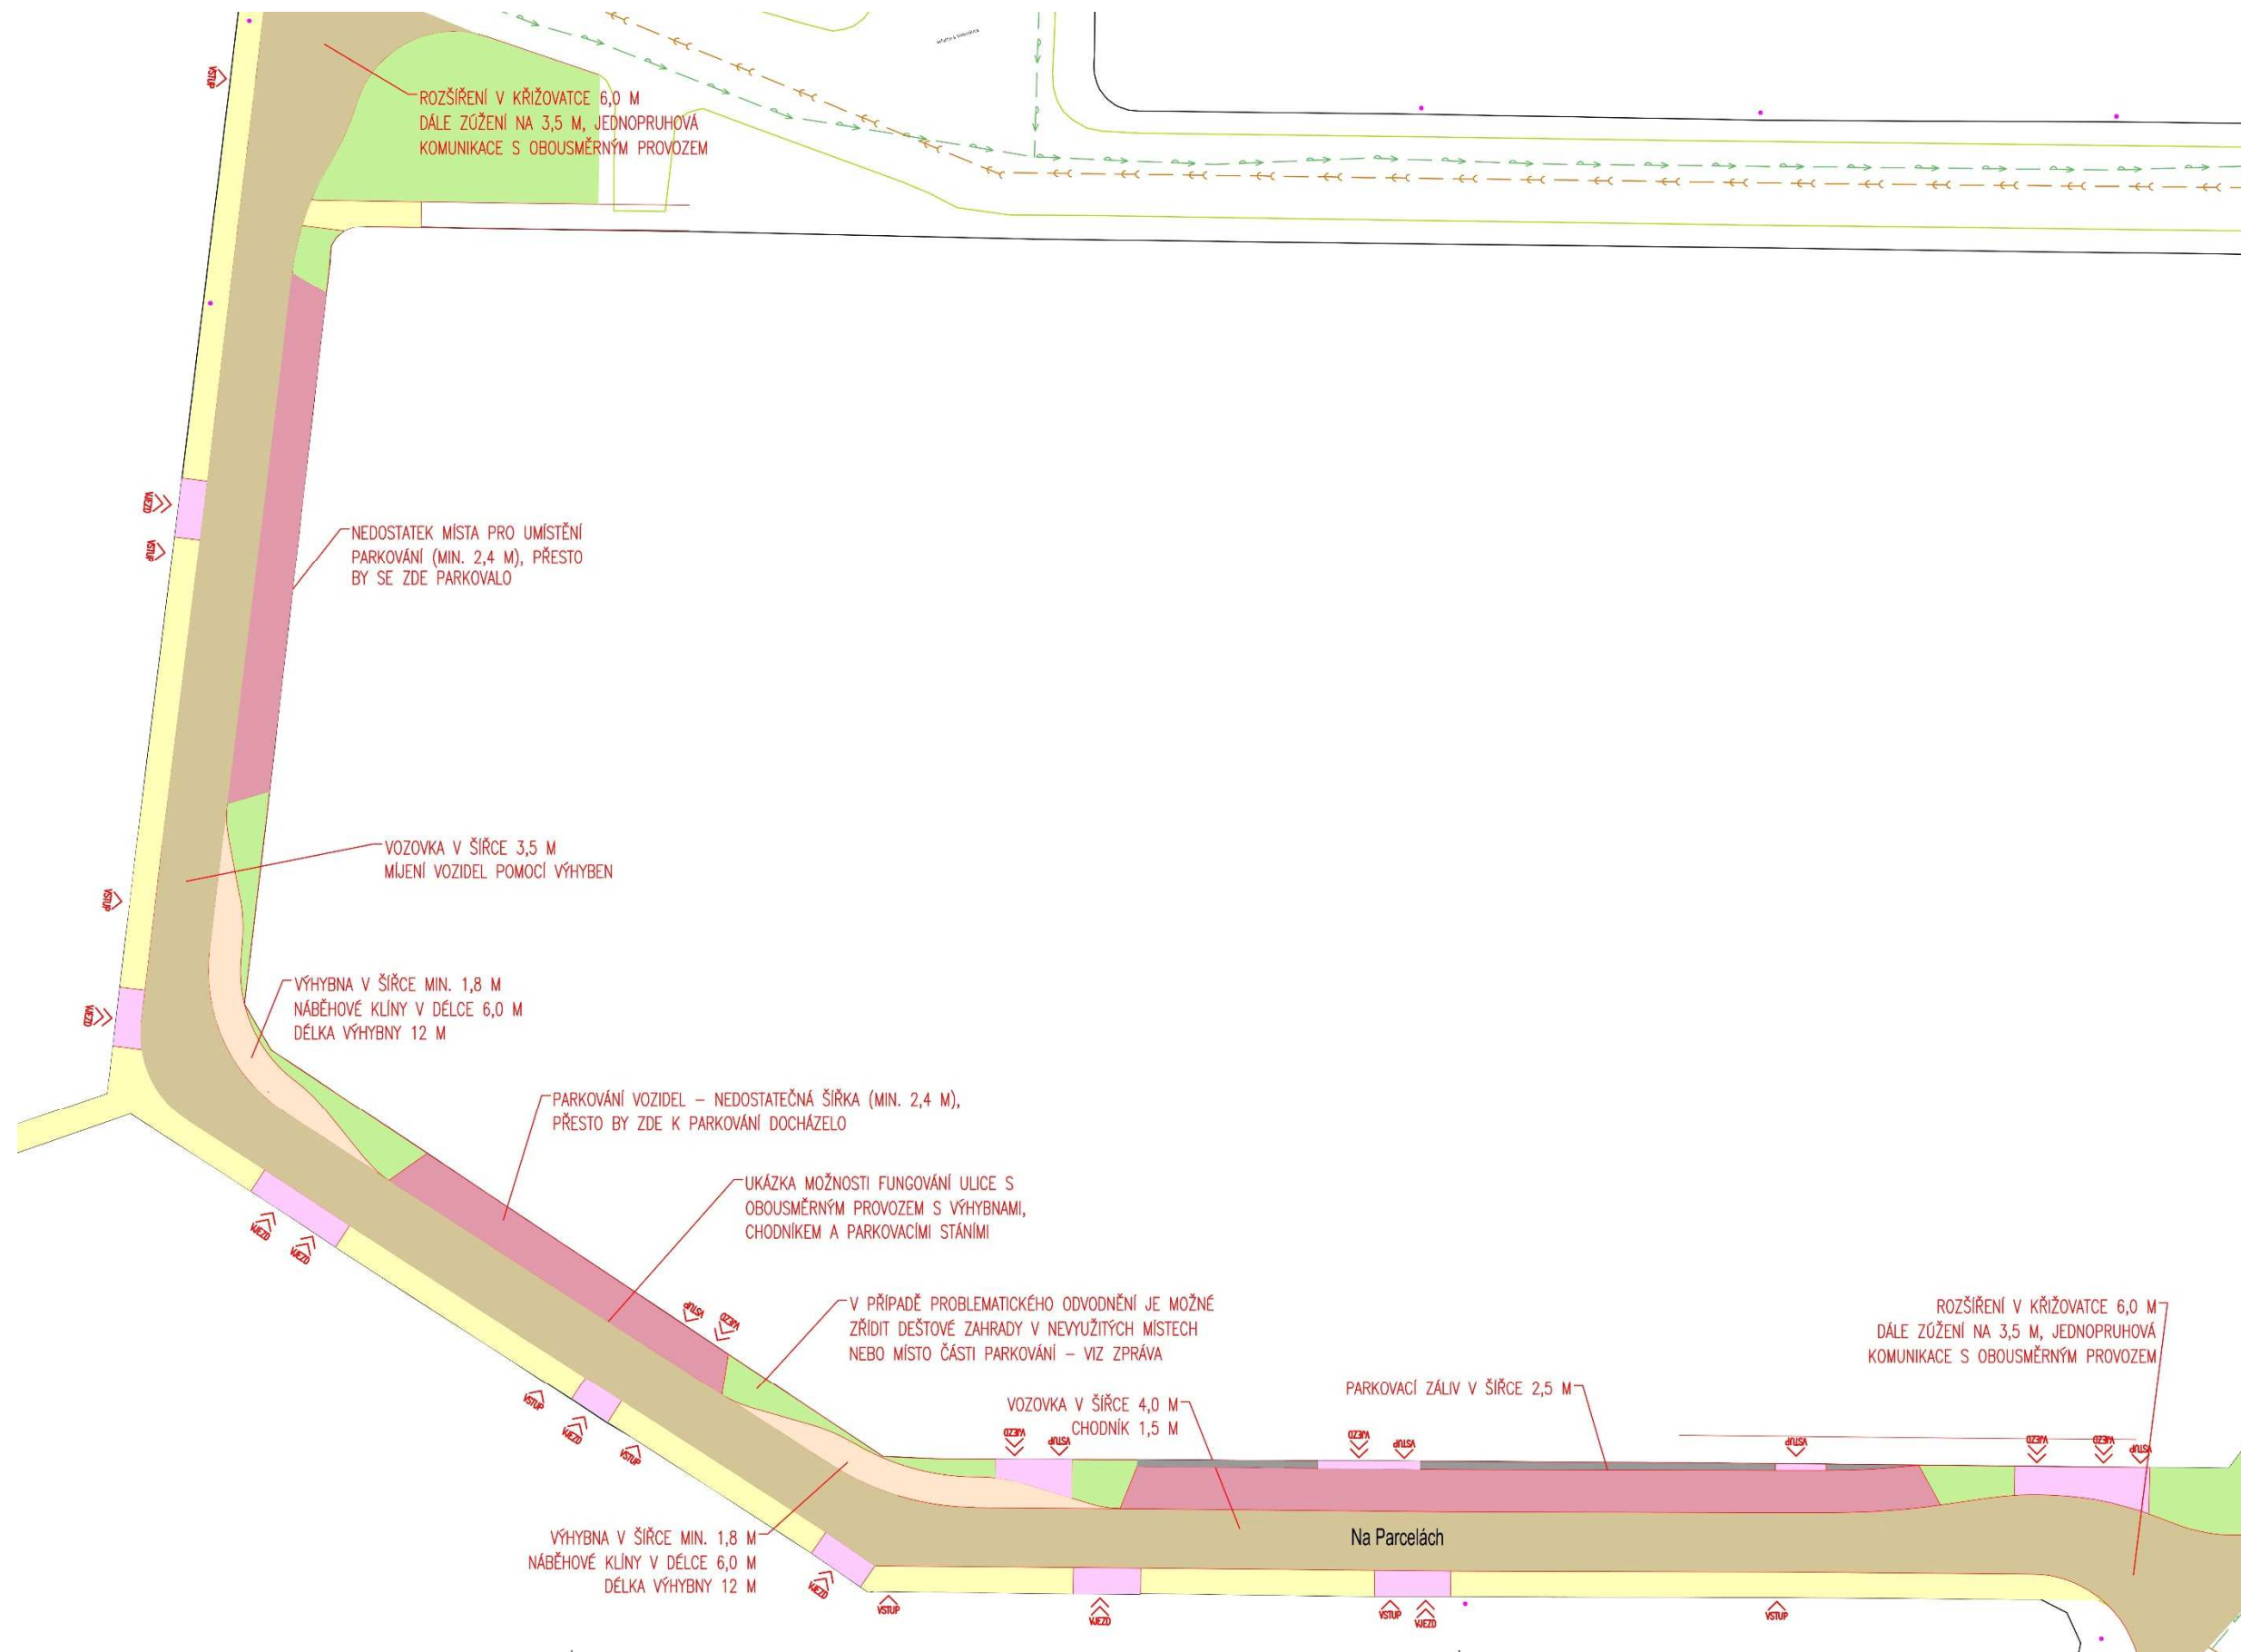 VSTUP
ROZŠÍŘENÍ V KŘIŽOVATCE 6,0 M
DÁLE ZÚŽENÍ NA 3,5 M, JEDNOPRUHOVÁ
KOMUNIKACE S OBOUSMĚRNÝM PROVOZEM
VJEZD
VSTUP
NEDOSTATEK MÍSTA PRO UMÍSTĚNÍ
PARKOVÁNÍ (MIN. 2,4 M), PŘESTO
BY SE ZDE PARKOVALO
VOZOVKA V ŠÍŘCE 3,5 M
MÍJENÍ VOZIDEL POMOCÍ VÝHYBEN
VSTUP
VJEZD
VÝHYBNA V ŠÍŘCE MIN. 1,8 M
NÁBĚHOVÉ KLÍNY V DÉLCE 6,0 M
DÉLKA VÝHYBNY 12 M
PARKOVÁNÍ VOZIDEL – NEDOSTATEČNÁ ŠÍŘKA (MIN. 2,4 M),
PŘESTO BY ZDE K PARKOVÁNÍ DOCHÁZELO
UKÁZKA MOŽNOSTI FUNGOVÁNÍ ULICE S
OBOUSMĚRNÝM PROVOZEM S VÝHYBNAMI,
CHODNÍKEM A PARKOVACÍMI STÁNÍMI
VJEZD
VJEZD
VSTUP
VJEZD
V PŘÍPADĚ PROBLEMATICKÉHO ODVODNĚNÍ JE MOŽNÉ
ZŘÍDIT DEŠTOVÉ ZAHRADY V NEVYUŽITÝCH MÍSTECH
NEBO MÍSTO ČÁSTI PARKOVÁNÍ – VIZ ZPRÁVA
ROZŠÍŘENÍ V KŘIŽOVATCE 6,0 M
DÁLE ZÚŽENÍ NA 3,5 M, JEDNOPRUHOVÁ
KOMUNIKACE S OBOUSMĚRNÝM PROVOZEM
PARKOVACÍ ZÁLIV V ŠÍŘCE 2,5 M
VOZOVKA V ŠÍŘCE 4,0 M
CHODNÍK 1,5 M
VSTUP
VJEZD
VSTUP
VJEZD
VSTUP
VJEZD
VSTUP
VSTUP
VJEZD
VJEZD
VSTUP
Na Parcelách
VÝHYBNA V ŠÍŘCE MIN. 1,8 M
NÁBĚHOVÉ KLÍNY V DÉLCE 6,0 M
DÉLKA VÝHYBNY 12 M
VJEZD
VSTUP
VJEZD
VSTUP
VJEZD
VSTUP